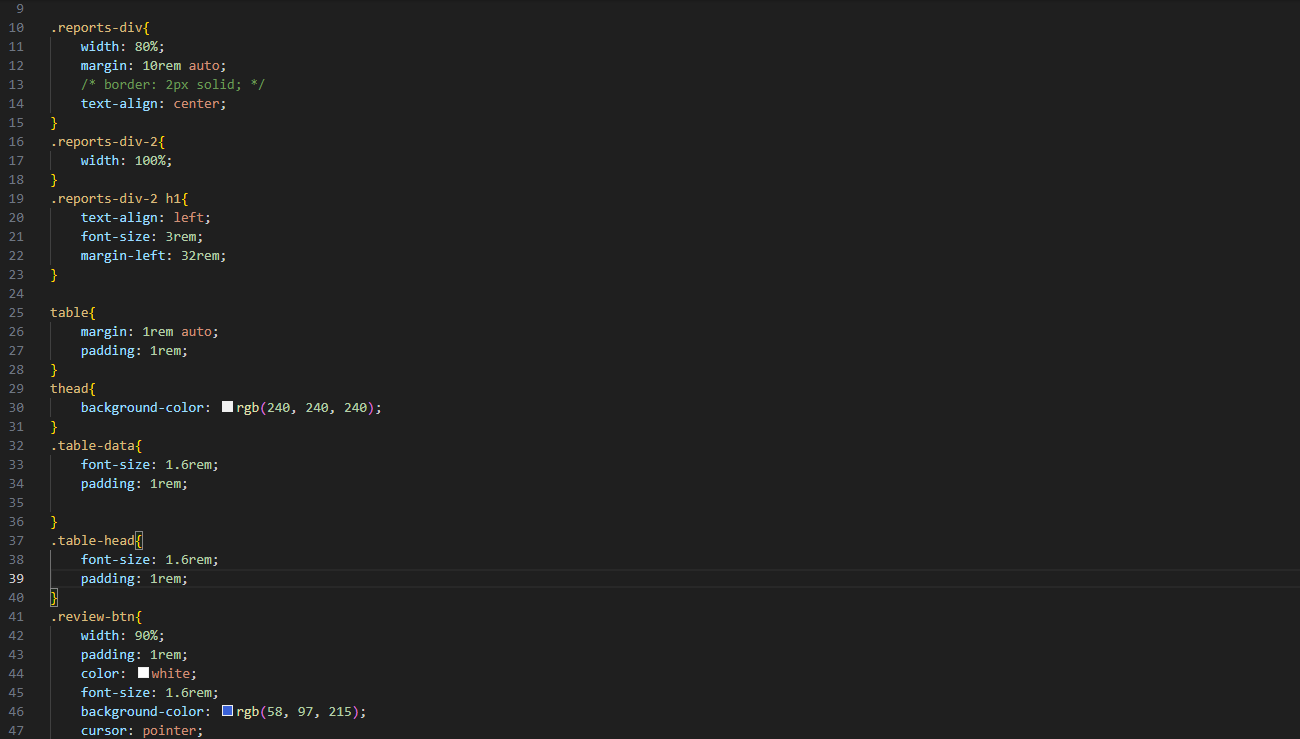 9
10 .reports-div{
11 width: 80%;
12 margin: 10rem auto;
13 /* border: 2px solid; */
14 text-align: center;
15 }
16 .reports-div-2{
17 width: 100%;
18 }
19 .reports-div-2 h1{
20 text-align: left;
21 font-size: 3rem;
22 margin-left: 32rem;
23 }
24
25 table{
26 margin: 1rem auto;
27 padding: 1rem;
28 }
29 thead{
30 background-color: rgb(240, 240, 240);
31 }
32 .table-data{
33 font-size: 1.6rem;
34 padding: 1rem;
35
36 }
37 .table-head{
38 font-size: 1.6rem;
39 padding: 1rem;
40 }
41 .review-btn{
42 width: 90%;
43 padding: 1rem;
44 color: white;
45 font-size: 1.6rem;
46 background-color: rgb(58, 97, 215);
47 cursor: pointer;